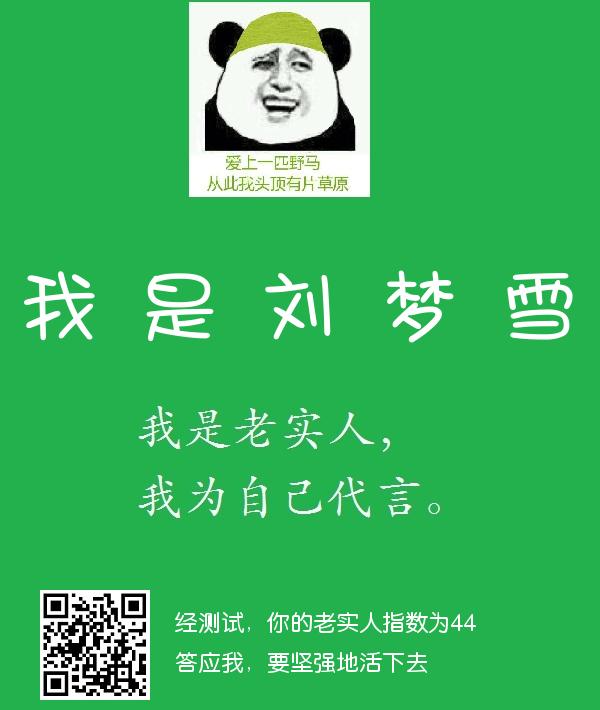 爱上一匹野马
从此我头顶有片草原
我是刘梦雪
我是老实人，
我为自己代言。
经测试，你的老实人指数为44
答应我，要坚强地活下去